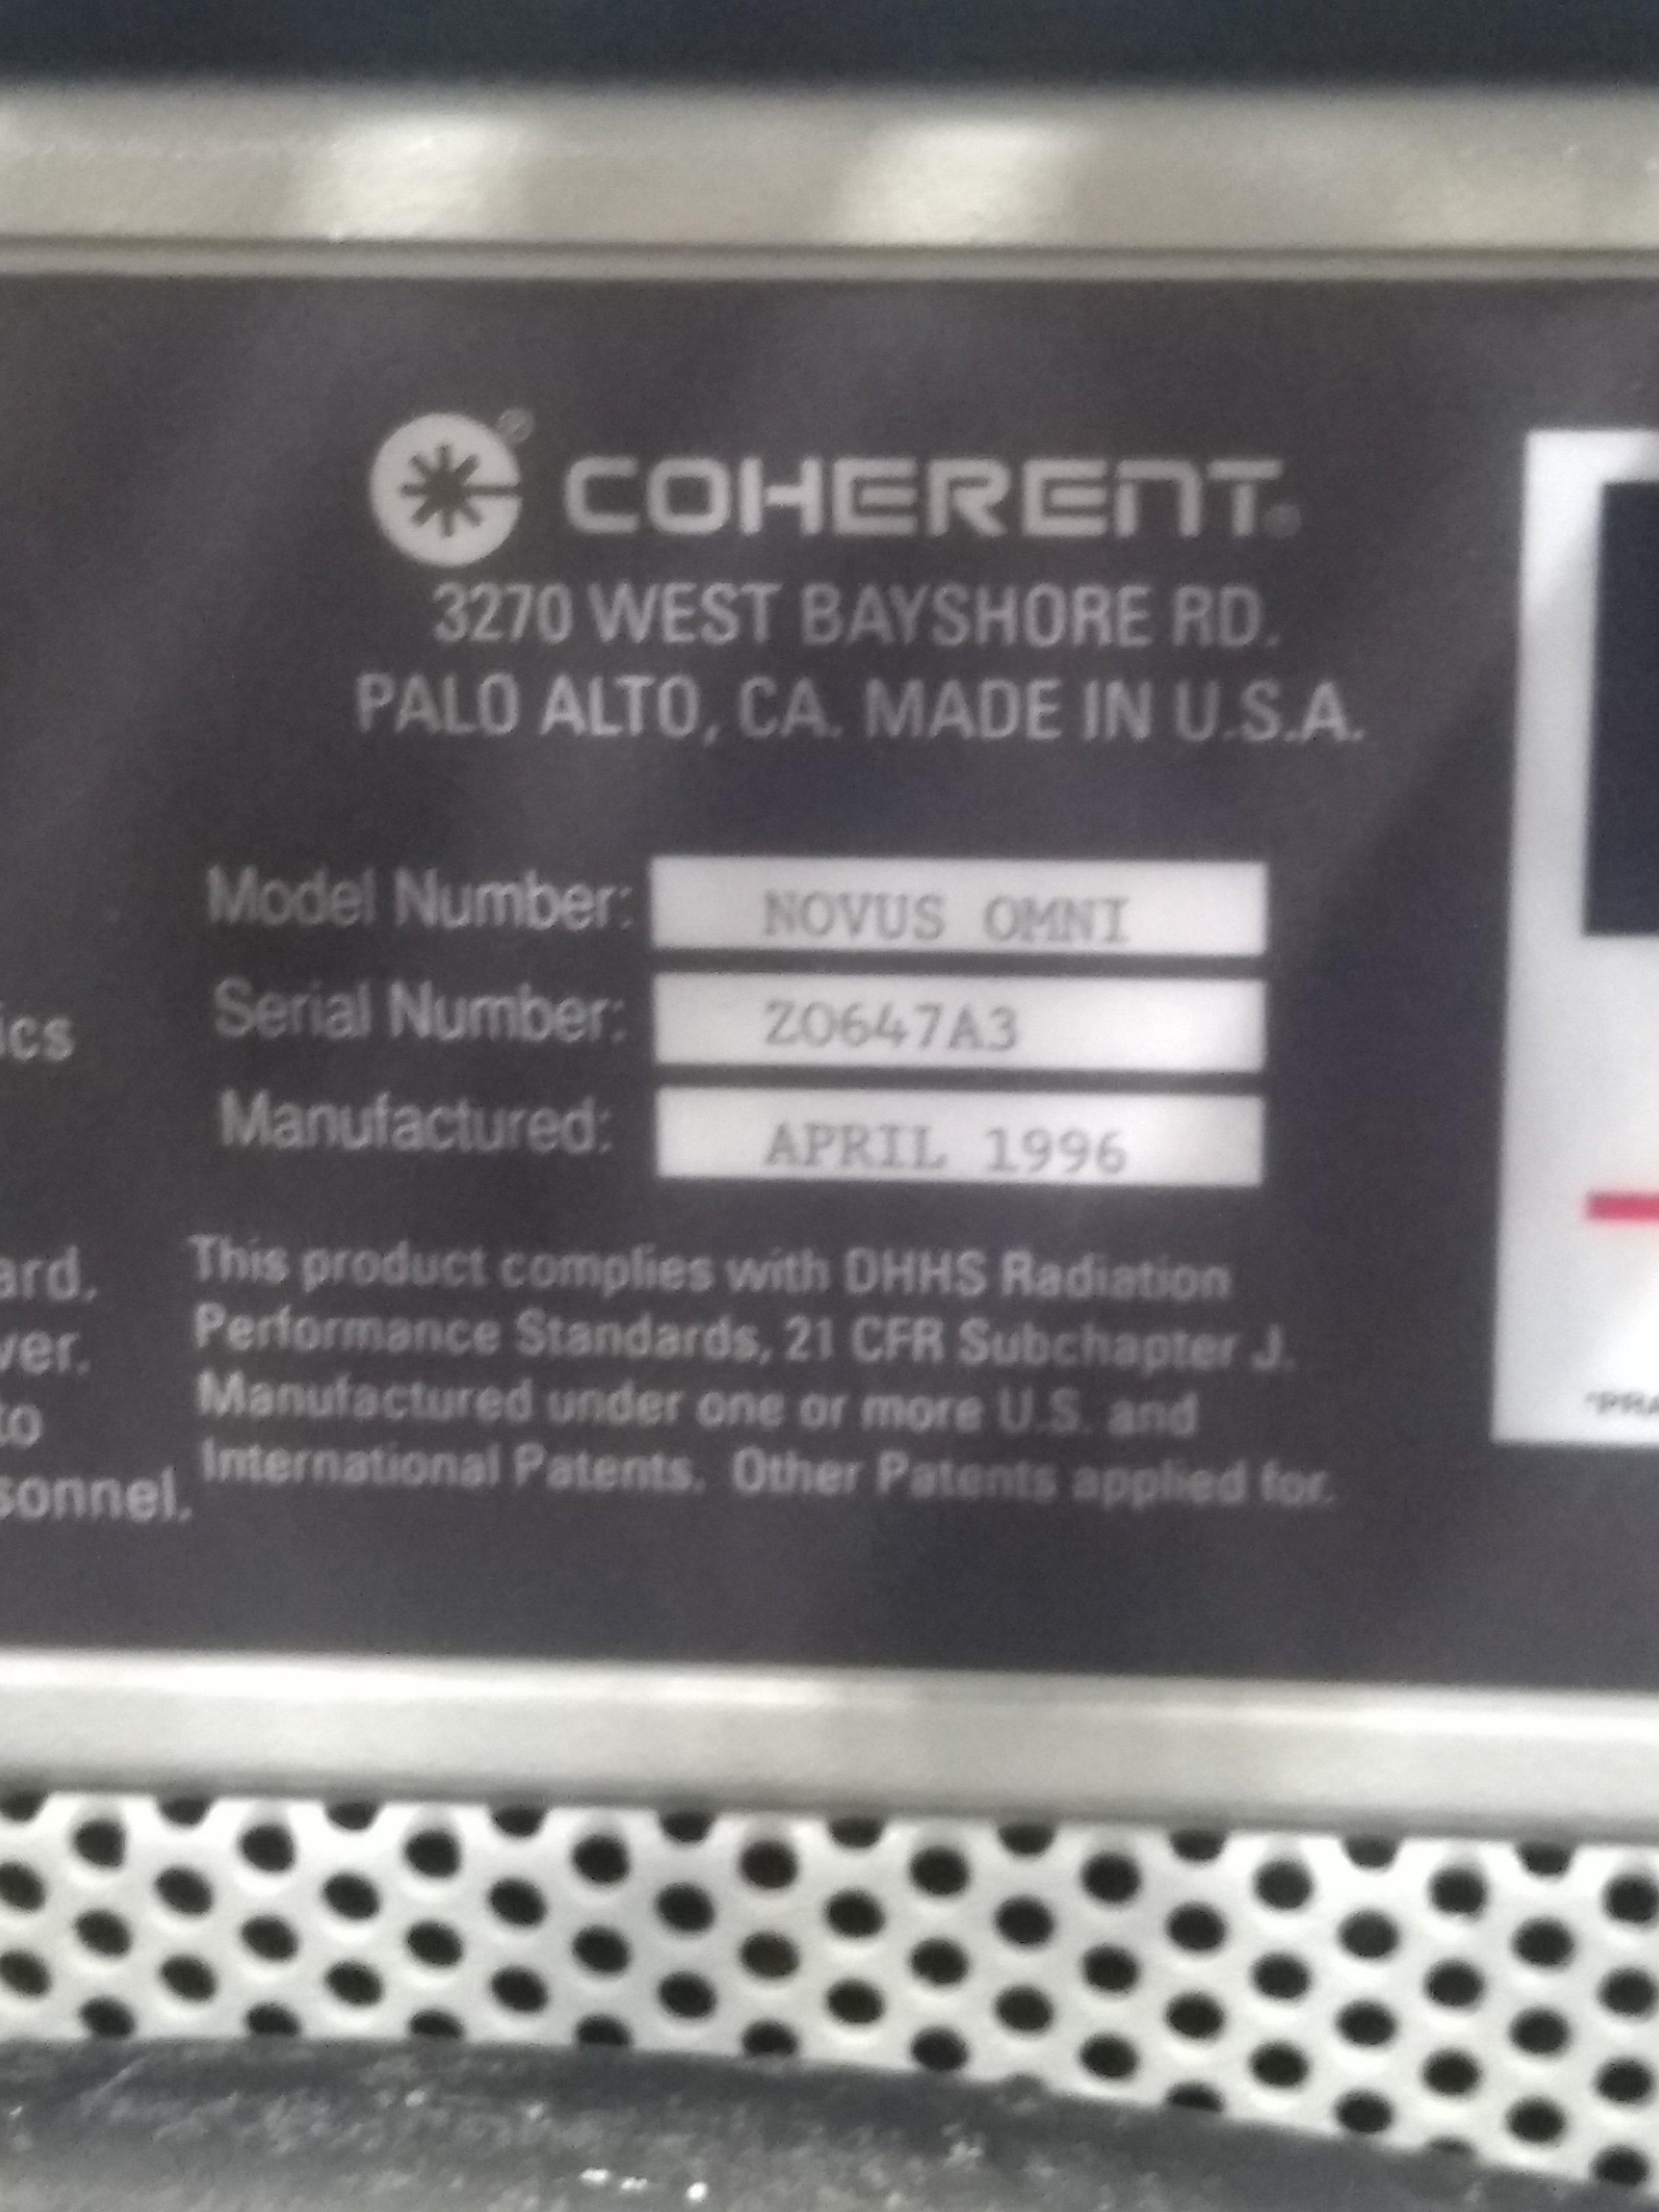 COHERENT®
3270 WEST BAYSHORE RD.
PALO ALTO, CA. MADE IN U.S.A.
Model Number: NOVUS OMNI
Serial Number: ZO647A3
Manufactured: APRIL 1996
This product complies with DHHS Radiation
Performance Standards, 21 CFR Subchapter J.
Manufactured under one or more U.S. and
International Patents. Other Patents applied for.
ics
ard.
ver.
to
sonnel.
*PRA